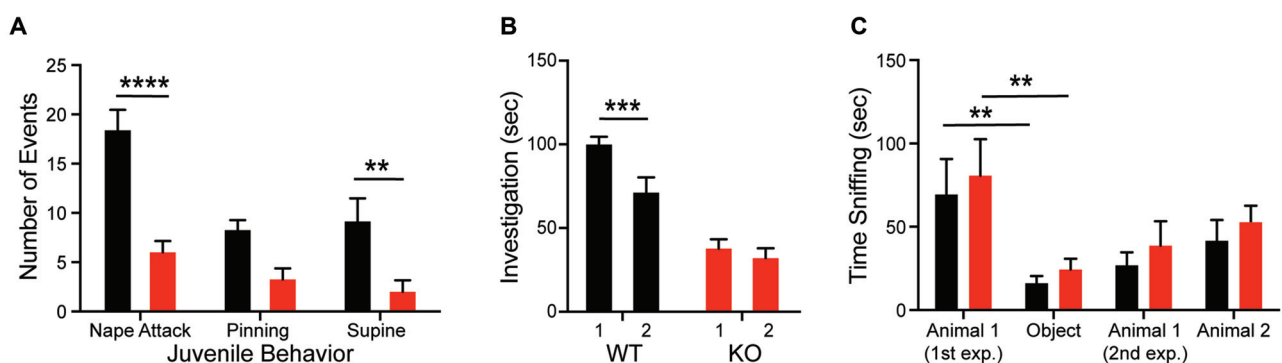 A
25
20
15
10
5
0
Number of Events
****
**
Nape Attack Pinning Supine
Juvenile Behavior
B
150
100
50
0
Investigation (sec)
***
1 2 1 2
WT KO
C
150
100
50
0
Time Sniffing (sec)
**
**
Animal 1 Object Animal 1 Animal 2
(1st exp.) (2nd exp.)